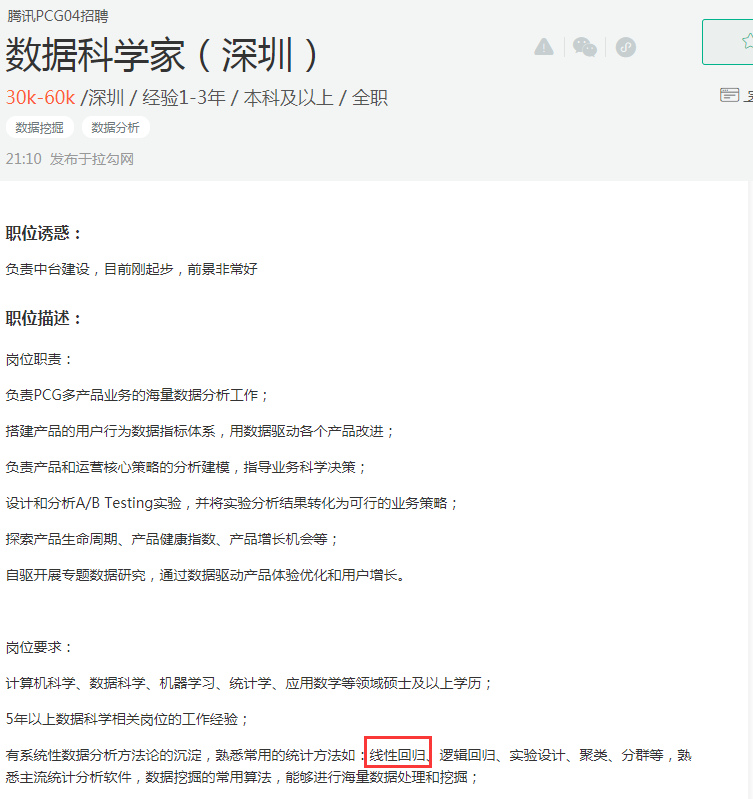 腾讯PCG04招聘
数据科学家（深圳）
30k-60k /深圳 / 经验1-3年 / 本科及以上 / 全职
数据挖掘 数据分析
21:10 发布于拉勾网
职位诱惑：
负责中台建设，目前刚起步，前景非常好
职位描述：
岗位职责：
负责PCG多产品业务的海量数据分析工作；
搭建产品的用户行为数据指标体系，用数据驱动各个产品改进；
负责产品和运营核心策略的分析建模，指导业务科学决策；
设计和分析A/B Testing实验，并将实验分析结果转化为可行的业务策略；
探索产品生命周期、产品健康指数、产品增长机会等；
自驱开展专题数据研究，通过数据驱动产品体验优化和用户增长。
岗位要求：
计算机科学、数据科学、机器学习、统计学、应用数学等领域硕士及以上学历；
5年以上数据科学相关岗位的工作经验；
有系统性数据分析方法论的沉淀，熟悉常用的统计方法如：线性回归、逻辑回归、实验设计、聚类、分群等，熟
悉主流统计分析软件，数据挖掘的常用算法，能够进行海量数据处理和挖掘；